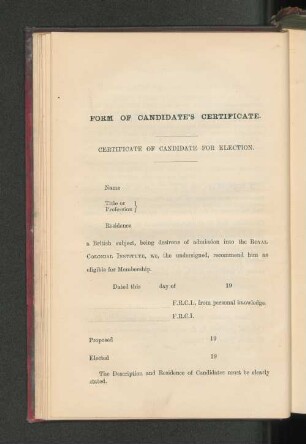 FORM OF CANDIDATE'S CERTIFICATE.
CERTIFICATE OF CANDIDATE FOR ELECTION.
Name
Title or
Profession }
Residence
a British subject, being desirous of admission into the ROYAL
COLONIAL INSTITUTE, we, the undersigned, recommend him as
eligible for Membership.
Dated this day of 19
F.R.C.I., from personal knowledge.
F.R.C.I.
Proposed 19
Elected 19
The Description and Residence of Candidates must be clearly
stated.